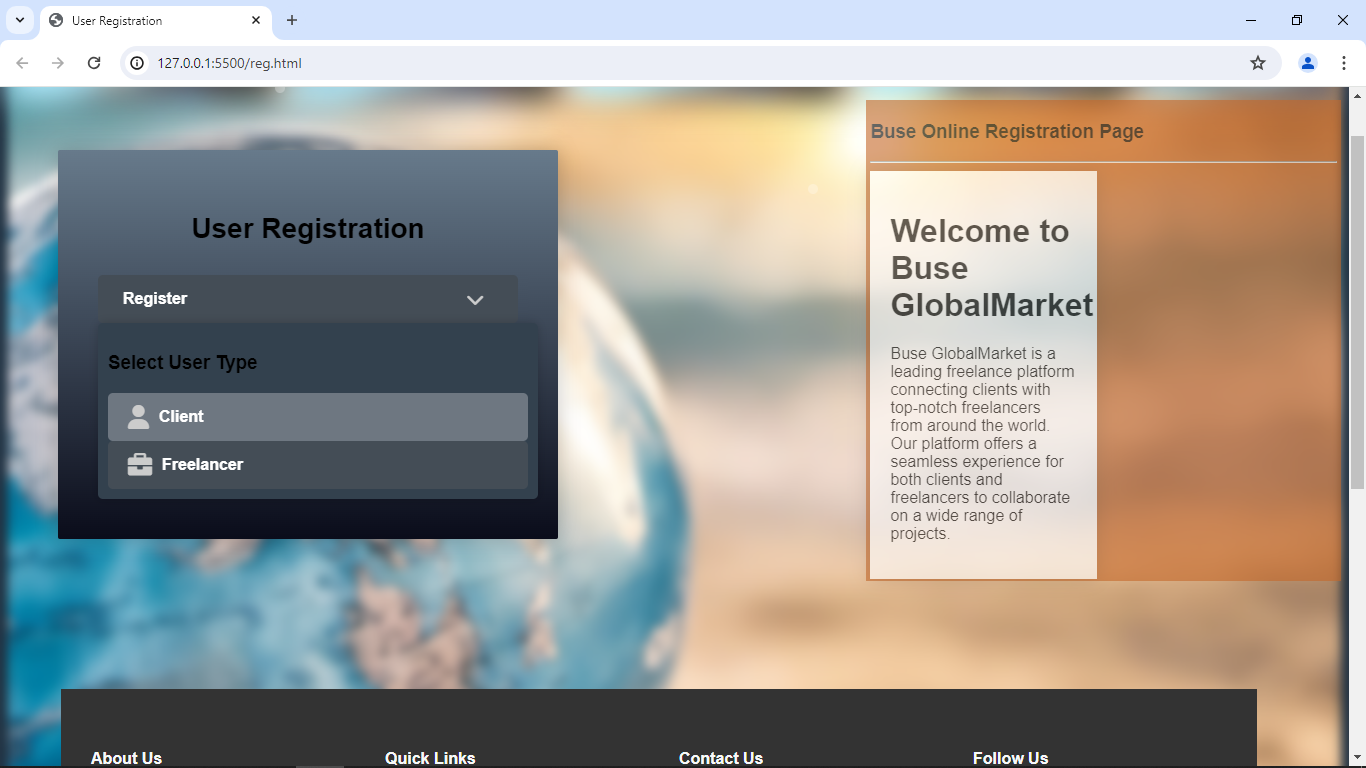 User Registration
127.0.0.1:5500/reg.html
User Registration
Register
Select User Type
Client
Freelancer
Buse Online Registration Page
Welcome to
Buse
GlobalMarket
Buse GlobalMarket is a
leading freelance platform
connecting clients with
top-notch freelancers
from around the world.
Our platform offers a
seamless experience for
both clients and
freelancers to collaborate
on a wide range of
projects.
About Us
Quick Links
Contact Us
Follow Us